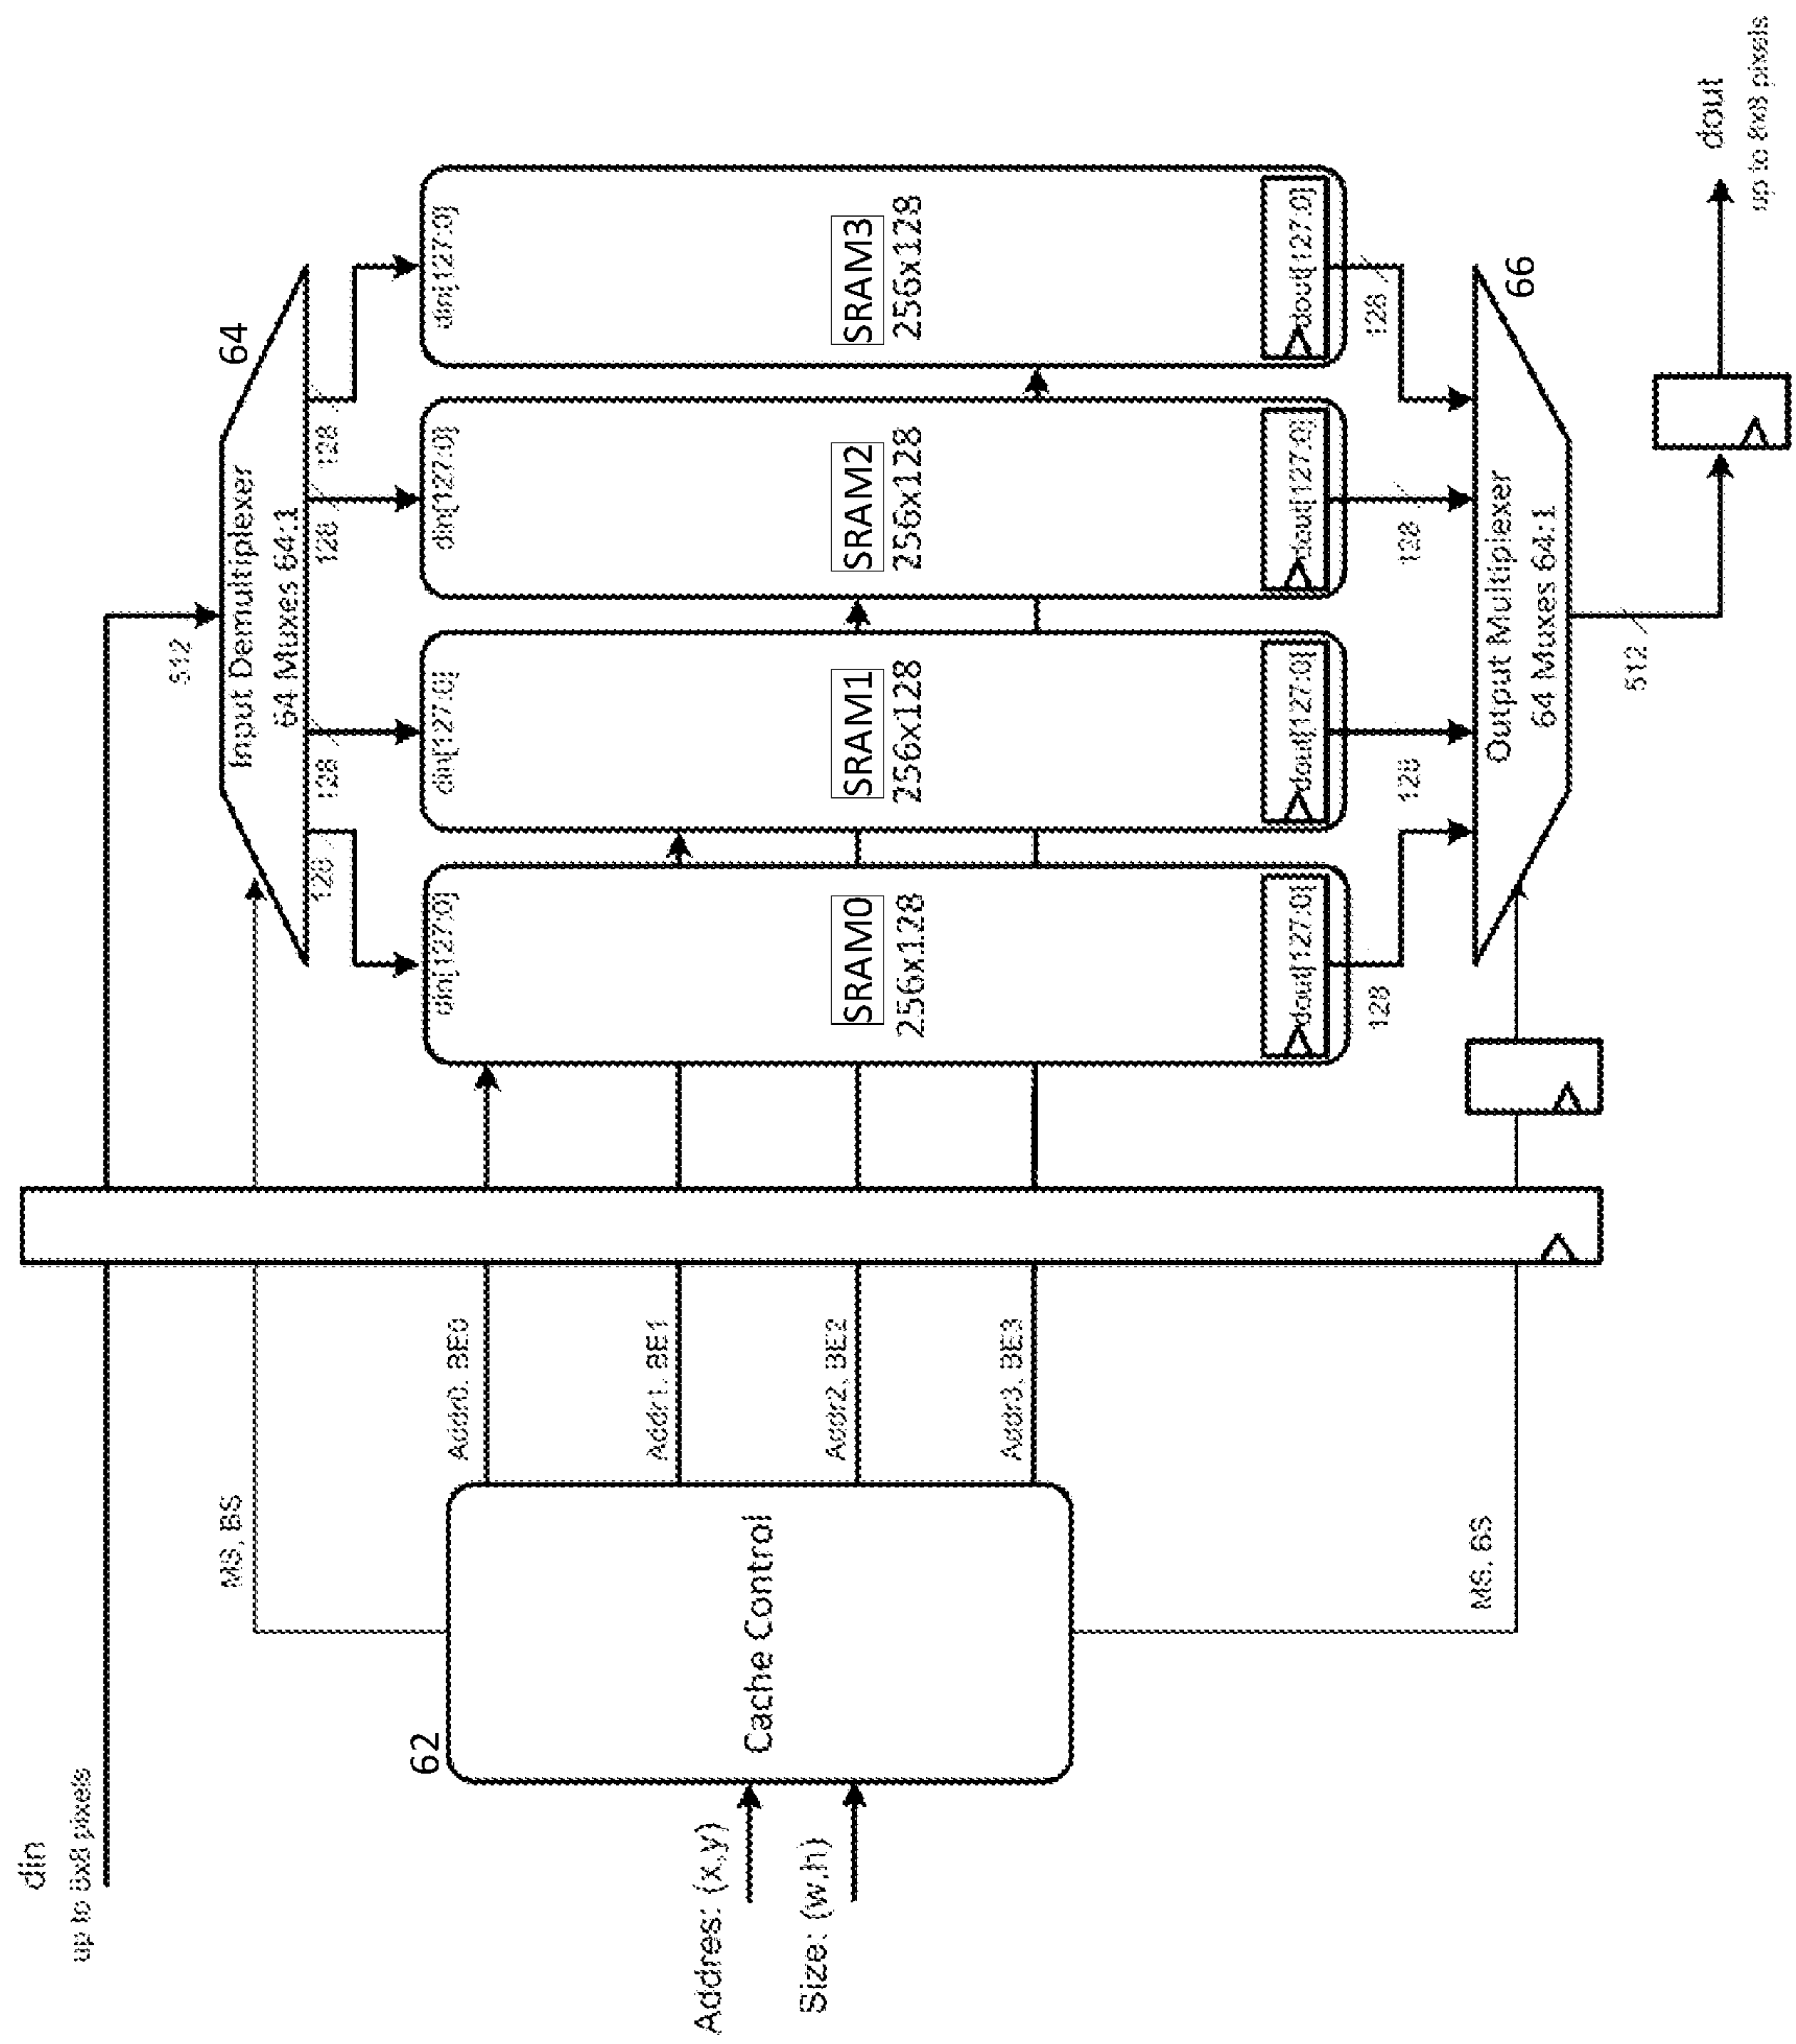 din
up to 8x8 pixels
512
64
Input Demultiplexer
64 Muxes 64:1
128
128
128
128
MS, BS
62
Cache Control
Addres: (x,y)
Size: (w,h)
Addr0, BE0
Addr1, BE1
Addr2, BE2
Addr3, BE3
MS, BS
din[127:0]
SRAM0
256x128
dout[127:0]
din[127:0]
SRAM1
256x128
dout[127:0]
din[127:0]
SRAM2
256x128
dout[127:0]
din[127:0]
SRAM3
256x128
dout[127:0]
128
128
128
128
Output Multiplexer
64 Muxes 64:1
66
512
dout
up to 8x8 pixels